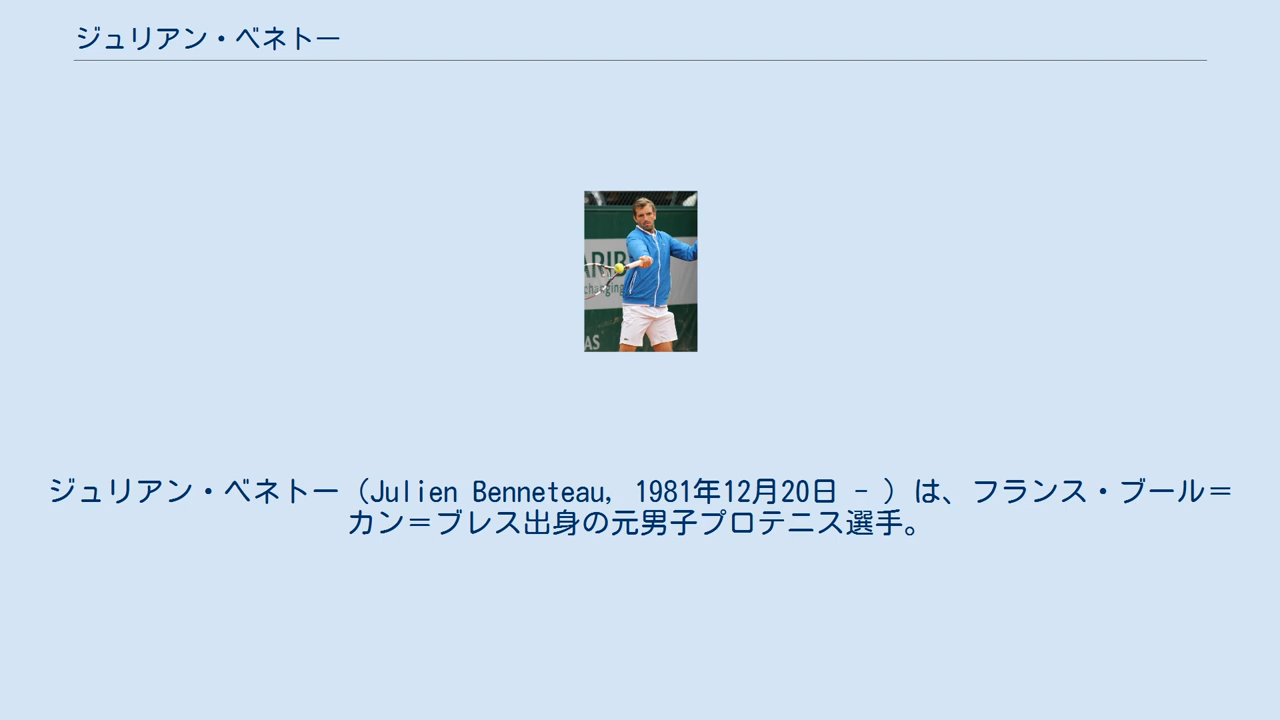 ジュリアン・ベネトー
ARIB
changing
AS
ジュリアン・ベネトー（Julien Benneteau, 1981年12月20日 - ）は、フランス・ブール＝
カン＝ブレス出身の元男子プロテニス選手。